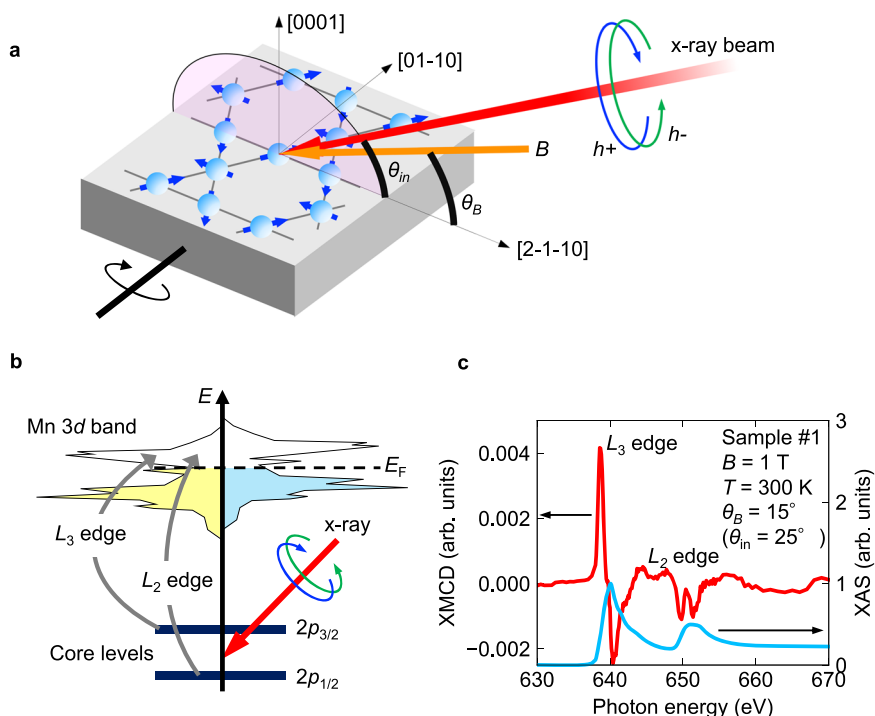 a
[0001]
[01-10]
x-ray beam
h+
h-
B
θin
θB
[2-1-10]
b
E
Mn 3d band
EF
L3 edge
x-ray
L2 edge
2p3/2
Core levels
2p1/2
c
XMCD (arb. units)
0.004
0.002
0.000
−0.002
L3 edge
L2 edge
Sample #1
B = 1 T
T = 300 K
θB = 15°
(θin = 25°)
3
2
1
0
XAS (arb. units)
630 640 650 660 670
Photon energy (eV)